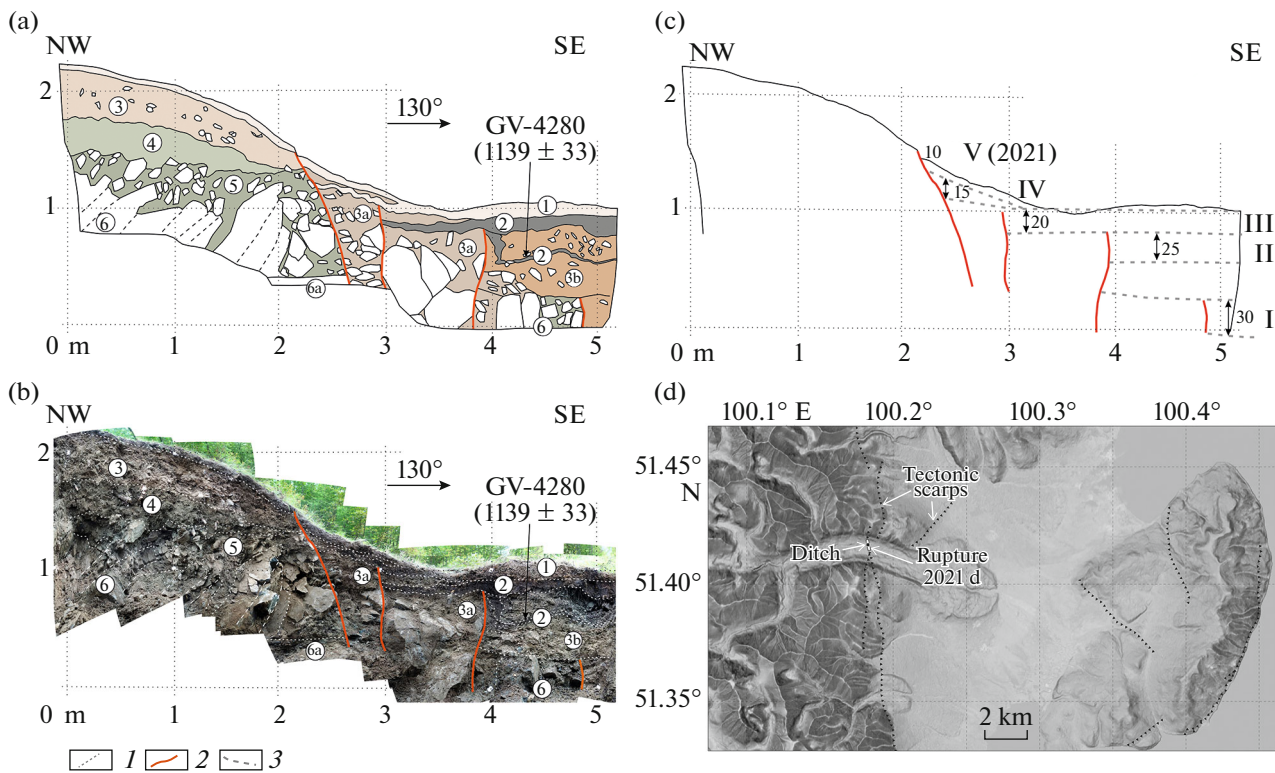 (a)
NW
SE
2
1
0 m
1
2
3
4
5
130°
GV-4280
(1139 ± 33)
3
4
5
6
6a
3a
3a
1
2
2
3b
6
(b)
NW
SE
2
1
0 m
1
2
3
4
5
130°
GV-4280
(1139 ± 33)
3
4
5
6
6a
3a
3a
1
2
2
3b
6
1
2
3
(c)
NW
SE
2
1
0 m
1
2
3
4
5
10
V (2021)
15
IV
20
III
25
II
30
I
(d)
100.1° E
100.2°
100.3°
100.4°
51.45°
N
51.40°
51.35°
Tectonic
scarps
Ditch
Rupture
2021 d
2 km